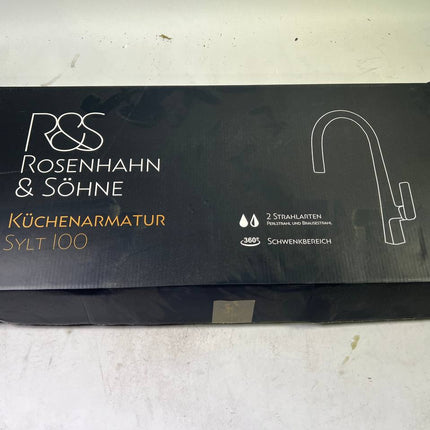 R&S
ROSENHAHN
& SÖHNE
KÜCHENARMATUR
SYLT 100
2 STRAHLARTEN
PERLSTRAHL UND BRAUSESTRAHL
360° SCHWENKBEREICH